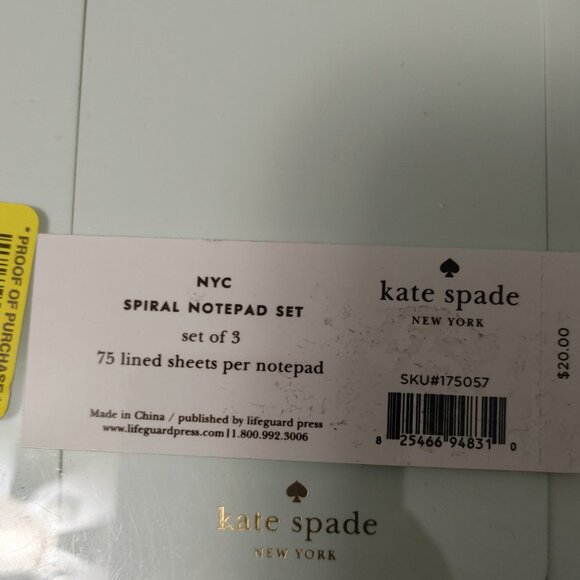 * PROOF OF PURCHASE *
NYC
SPIRAL NOTEPAD SET
set of 3
75 lined sheets per notepad
Made in China / published by lifeguard press
www.lifeguardpress.com | 1.800.992.3006
kate spade
NEW YORK
SKU#175057
8 25466 94831 0
$20.00
kate spade
NEW YORK